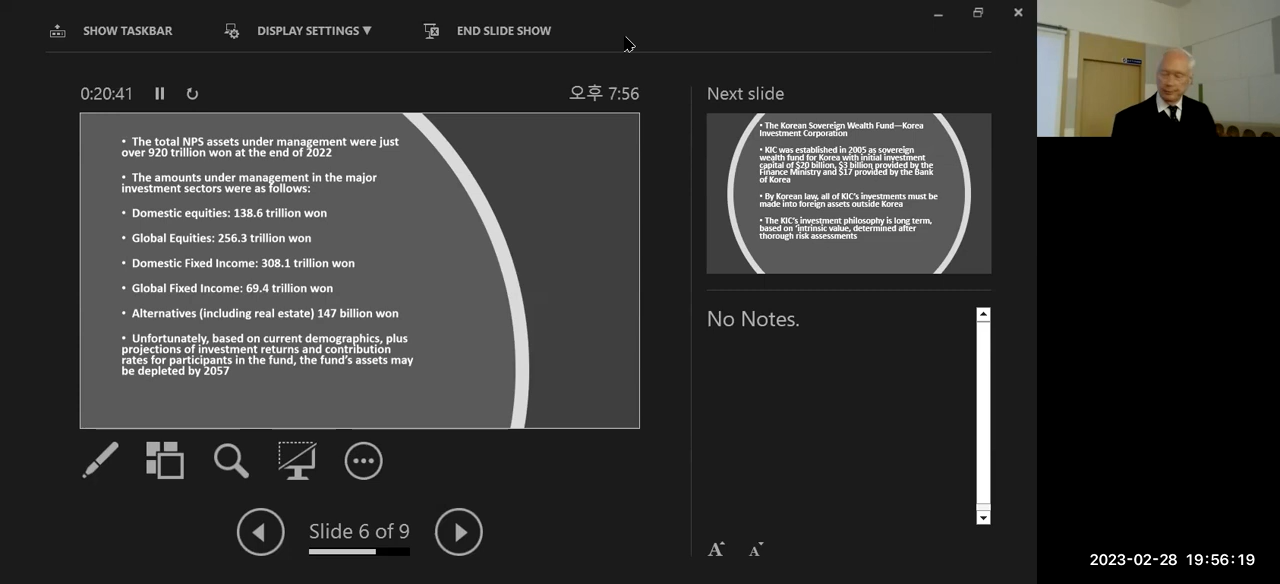 SHOW TASKBAR
DISPLAY SETTINGS ▼
END SLIDE SHOW
0:20:41
오후 7:56
• The total NPS assets under management were just
over 920 trillion won at the end of 2022
• The amounts under management in the major
investment sectors were as follows:
• Domestic equities: 138.6 trillion won
• Global Equities: 256.3 trillion won
• Domestic Fixed Income: 308.1 trillion won
• Global Fixed Income: 69.4 trillion won
• Alternatives (including real estate) 147 billion won
• Unfortunately, based on current demographics, plus
projections of investment returns and contribution
rates for participants in the fund, the fund's assets may
be depleted by 2057
Slide 6 of 9
Next slide
• The Korean Sovereign Wealth Fund—Korea
Investment Corporation
• KIC was established in 2005 as sovereign
wealth fund for Korea with initial investment
capital of $20 billion, $3 billion provided by the
Finance Ministry and $17 provided by the Bank
of Korea
• By Korean law, all of KIC's investments must be
made into foreign assets outside Korea
• The KIC's investment philosophy is long term,
based on 'intrinsic value, determined after
thorough risk assessments
No Notes.
A A
2023-02-28 19:56:19